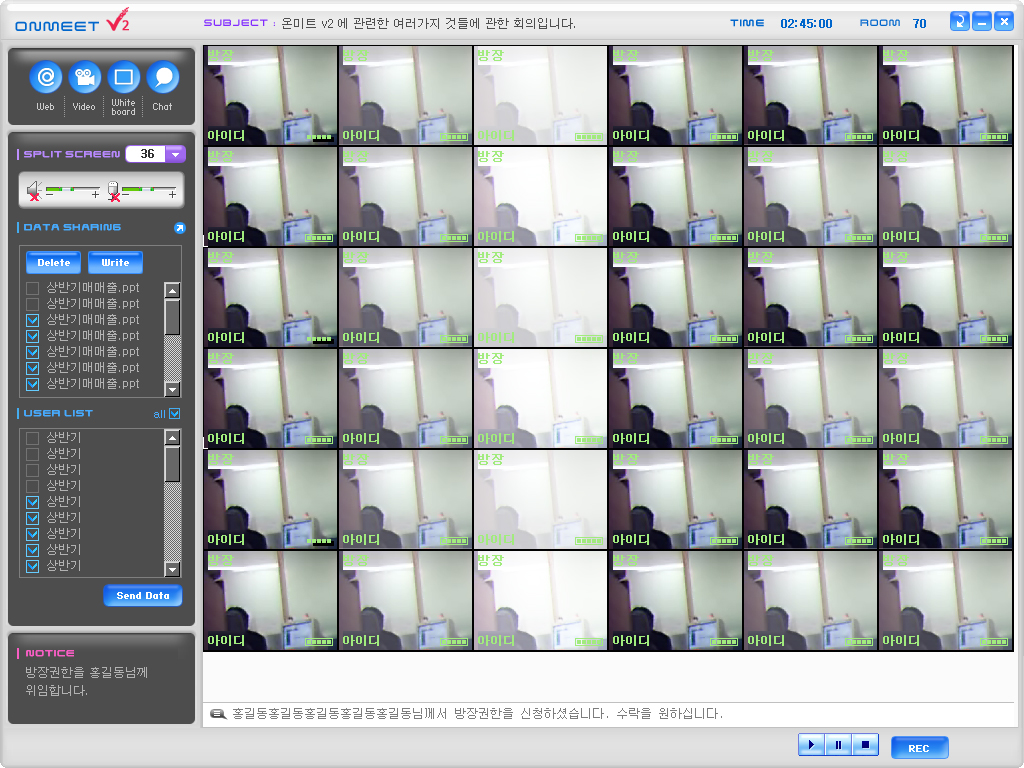 ONMEET V2
SUBJECT : 온미트 v2 에 관련한 여러가지 것들에 관한 회의입니다.
TIME 02:45:00 ROOM 70
Web Video White board Chat
SPLIT SCREEN 36
DATA SHARING
Delete Write
상반기매매출.ppt
상반기매매출.ppt
상반기매매출.ppt
상반기매매출.ppt
상반기매매출.ppt
상반기매매출.ppt
상반기매매출.ppt
USER LIST all
상반기
상반기
상반기
상반기
상반기
상반기
상반기
상반기
상반기
Send Data
NOTICE
방장권한을 홍길동님께
위임합니다.
방장 방장 방장 방장 방장 방장
아이디 아이디 아이디 아이디 아이디 아이디
방장 방장 방장 방장 방장 방장
아이디 아이디 아이디 아이디 아이디 아이디
방장 방장 방장 방장 방장 방장
아이디 아이디 아이디 아이디 아이디 아이디
방장 방장 방장 방장 방장 방장
아이디 아이디 아이디 아이디 아이디 아이디
방장 방장 방장 방장 방장 방장
아이디 아이디 아이디 아이디 아이디 아이디
방장 방장 방장 방장 방장 방장
아이디 아이디 아이디 아이디 아이디 아이디
홍길동홍길동홍길동홍길동홍길동님께서 방장권한을 신청하셨습니다. 수락을 원하십니다.
REC